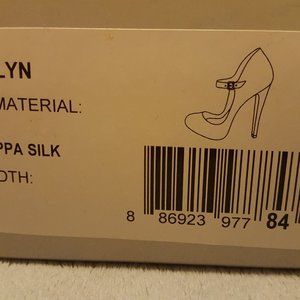 LYN
MATERIAL:
PPA SILK
DTH:
8 86923 977 84